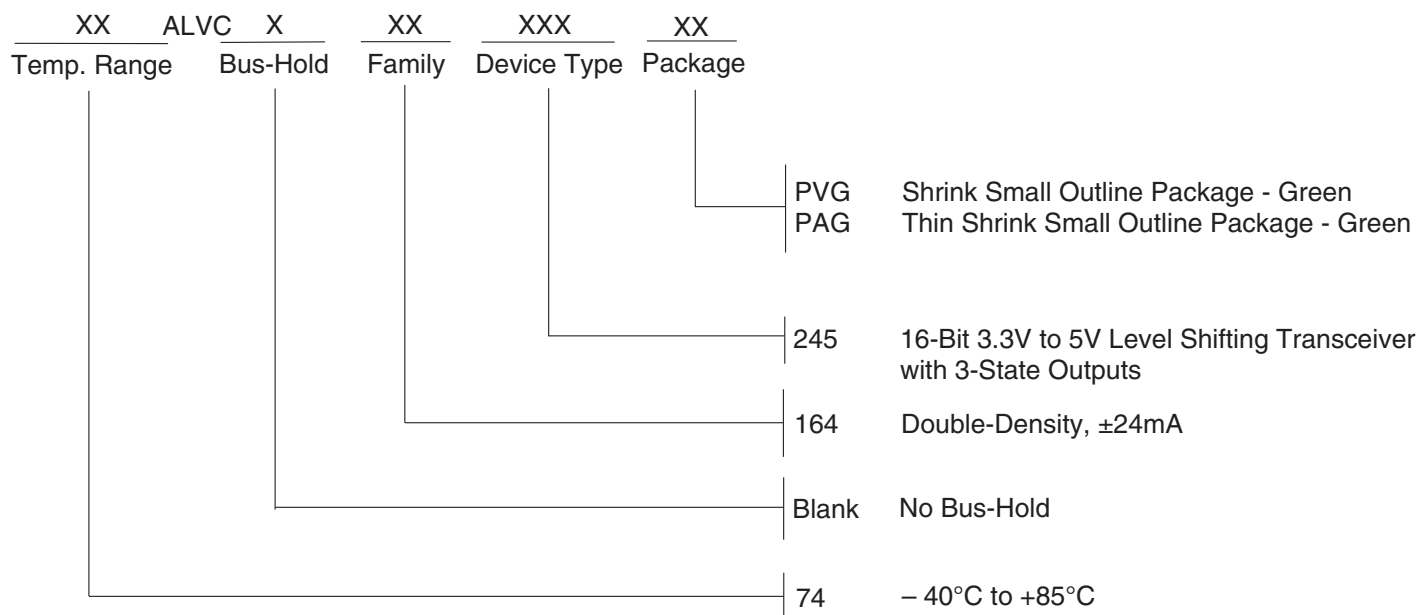 XX ALVC X XX XXX XX
Temp. Range Bus-Hold Family Device Type Package
PVG Shrink Small Outline Package - Green
PAG Thin Shrink Small Outline Package - Green
245 16-Bit 3.3V to 5V Level Shifting Transceiver
with 3-State Outputs
164 Double-Density, ±24mA
Blank No Bus-Hold
74 – 40°C to +85°C